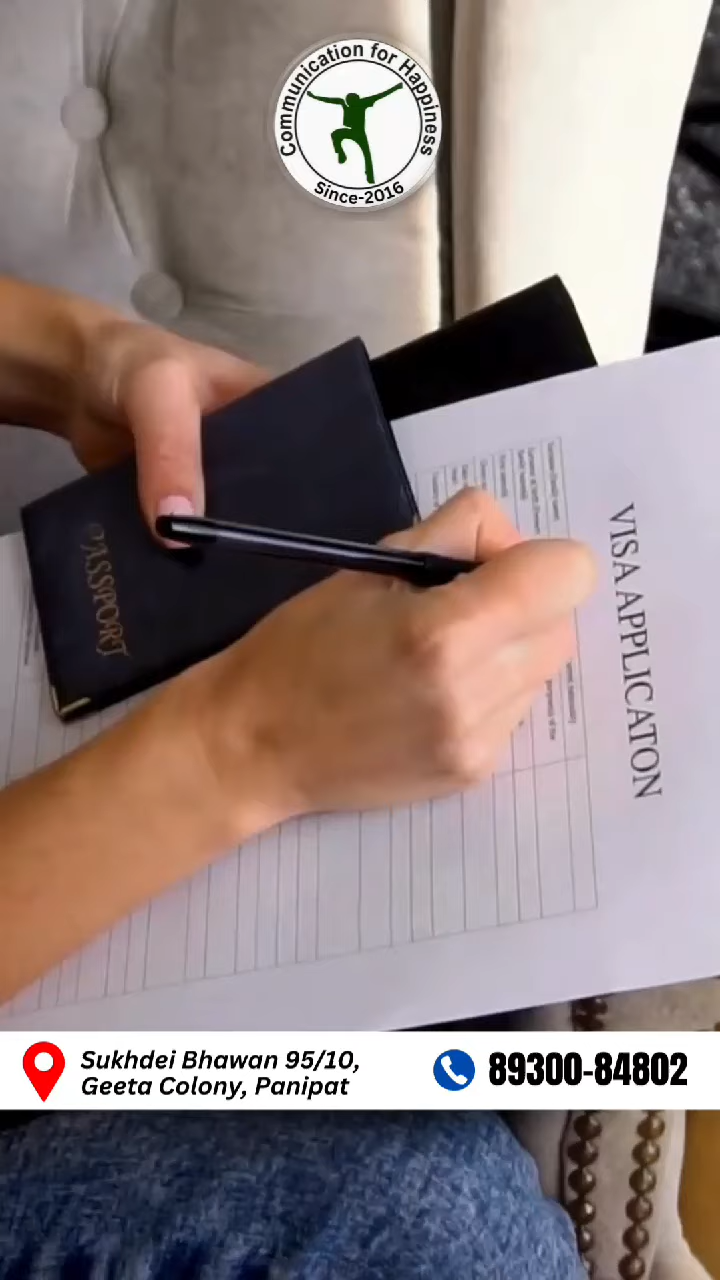 Communication for Happiness
Since-2016
PASSPORT
VISA APPLICATON
Sukhdei Bhawan 95/10,
Geeta Colony, Panipat
89300-84802